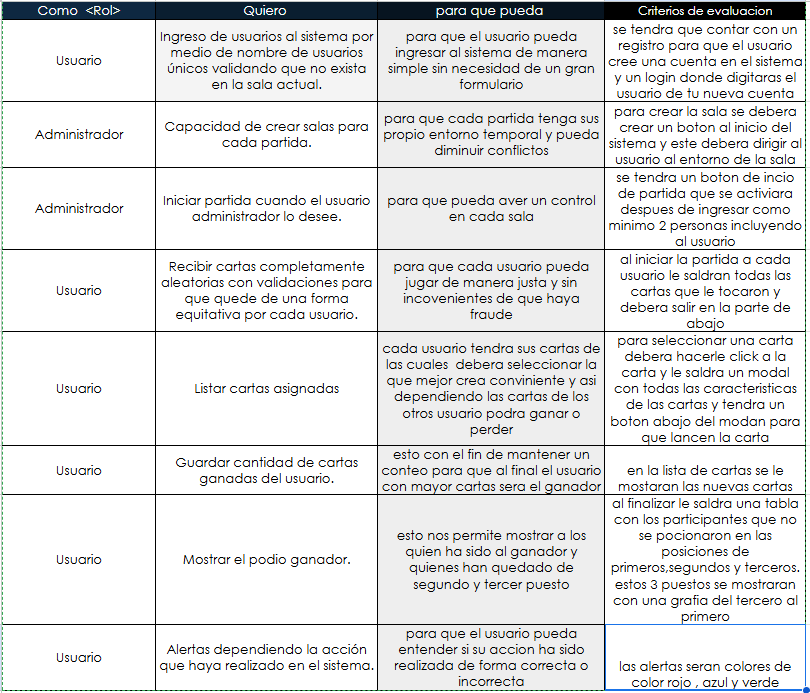 Como <Rol>
Quiero
para que pueda
Criterios de evaluacion
Usuario
Ingreso de usuarios al sistema por
medio de nombre de usuarios
únicos validando que no exista
en la sala actual.
para que el usuario pueda
ingresar al sistema de manera
simple sin necesidad de un gran
formulario
se tendra que contar con un
registro para que el usuario
cree una cuenta en el sistema
y un login donde digitaras el
usuario de tu nueva cuenta
Administrador
Capacidad de crear salas para
cada partida.
para que cada partida tenga sus
propio entorno temporal y pueda
diminuir conflictos
para crear la sala se debera
crear un boton al inicio del
sistema y este debera dirigir al
usuario al entorno de la sala
Administrador
Iniciar partida cuando el usuario
administrador lo desee.
para que pueda aver un control
en cada sala
se tendra un boton de incio
de partida que se activiara
despues de ingresar como
minimo 2 personas incluyendo
al usuario
Usuario
Recibir cartas completamente
aleatorias con validaciones para
que quede de una forma
equitativa por cada usuario.
para que cada usuario pueda
jugar de manera justa y sin
incovenientes de que haya
fraude
al iniciar la partida a cada
usuario le saldran todas las
cartas que le tocaron y
debera salir en la parte de
abajo
Usuario
Listar cartas asignadas
cada usuario tendra sus cartas de
las cuales debera seleccionar la
que mejor crea conviniente y asi
dependiendo las cartas de los
otros usuario podra ganar o
perder
para seleccionar una carta
debera hacerle click a la
carta y le saldra un modal
con todas las caracteristicas
de las cartas y tendra un
boton abajo del modan para
que lancen la carta
Usuario
Guardar cantidad de cartas
ganadas del usuario.
esto con el fin de mantener un
conteo para que al final el usuario
con mayor cartas sera el ganador
en la lista de cartas se le
mostaran las nuevas cartas
Usuario
Mostrar el podio ganador.
esto nos permite mostrar a los
quien ha sido al ganador y
quienes han quedado de
segundo y tercer puesto
al finalizar le saldra una tabla
con los participantes que no
se pocionaron en las
posiciones de
primeros,segundos y terceros.
estos 3 puestos se mostraran
con una grafia del tercero al
primero
Usuario
Alertas dependiendo la acción
que haya realizado en el sistema.
para que el usuario pueda
entender si su accion ha sido
realizada de forma correcta o
incorrecta
las alertas seran colores de
color rojo , azul y verde